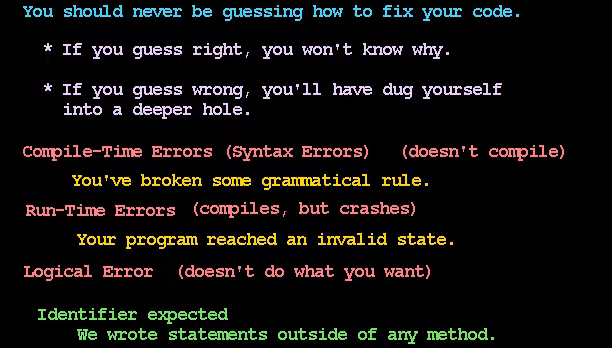 You should never be guessing how to fix your code.
* If you guess right, you won't know why.
* If you guess wrong, you'll have dug yourself
into a deeper hole.
Compile-Time Errors (Syntax Errors) (doesn't compile)
You've broken some grammatical rule.
Run-Time Errors (compiles, but crashes)
Your program reached an invalid state.
Logical Error (doesn't do what you want)
Identifier expected
We wrote statements outside of any method.